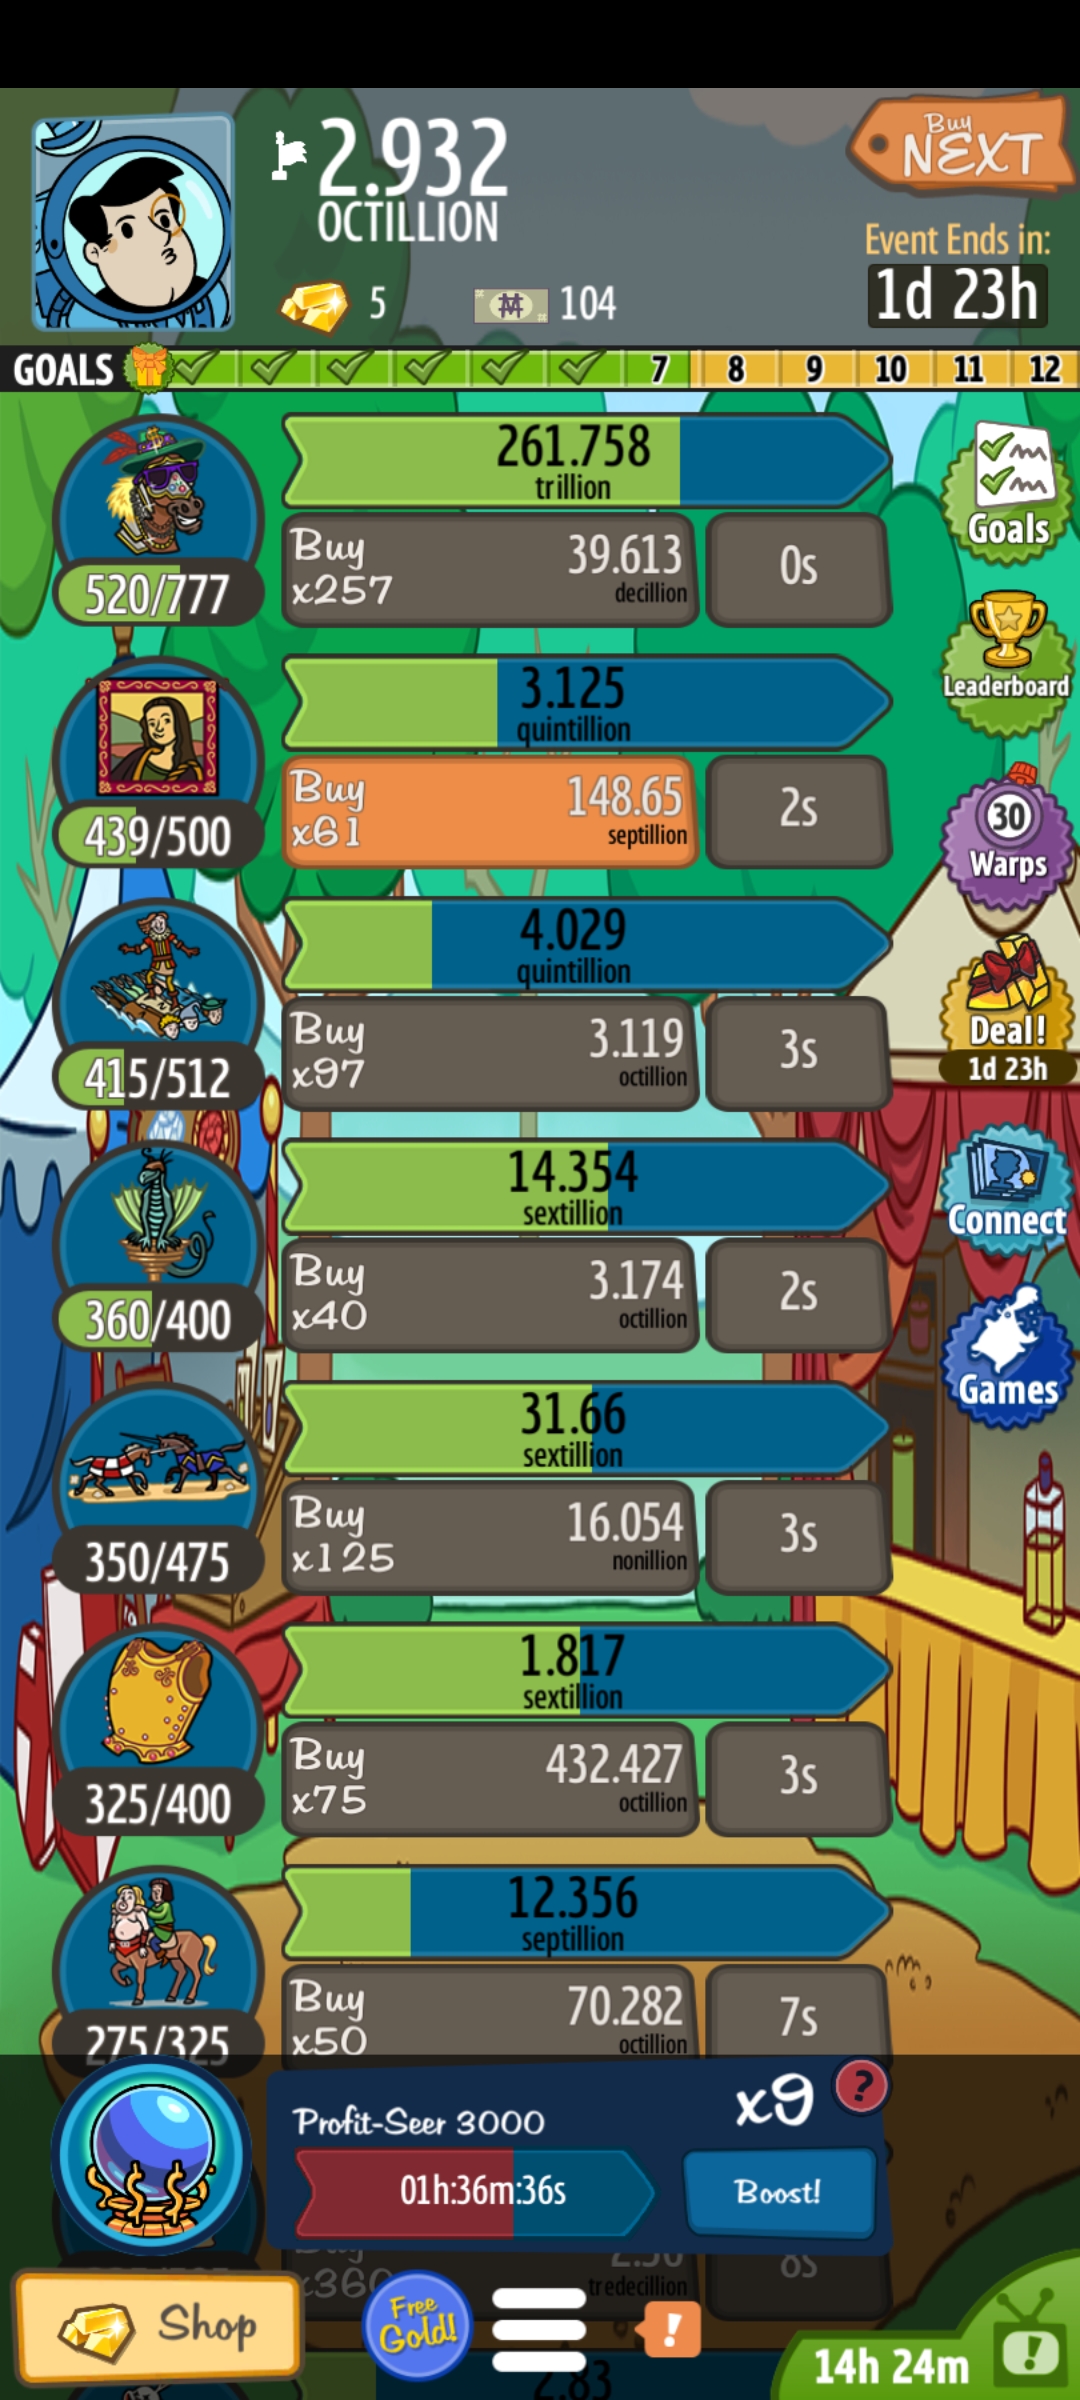 2.932
OCTILLION
Buy
NEXT
Event Ends in:
1d 23h
5
104
GOALS
7 8 9 10 11 12
261.758
trillion
520/777
Buy
x257
39.613
decillion
0s
Goals
Leaderboard
3.125
quintillion
439/500
Buy
x61
148.65
septillion
2s
30
Warps
4.029
quintillion
415/512
Buy
x97
3.119
octillion
3s
Deal!
1d 23h
14.354
sextillion
360/400
Buy
x40
3.174
octillion
2s
Connect
31.66
sextillion
350/475
Buy
x125
16.054
nonillion
3s
Games
1.817
sextillion
325/400
Buy
x75
432.427
octillion
3s
12.356
septillion
275/325
Buy
x50
70.282
octillion
7s
Profit-Seer 3000
x9
?
01h:36m:36s
Boost!
x360
tredecillion
8s
Shop
Free
Gold!
!
14h 24m
!
2.83